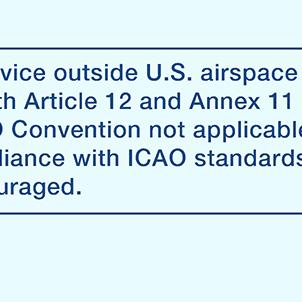 vice outside U.S. airspace
th Article 12 and Annex 11
O Convention not applicable
liance with ICAO standards
uraged.